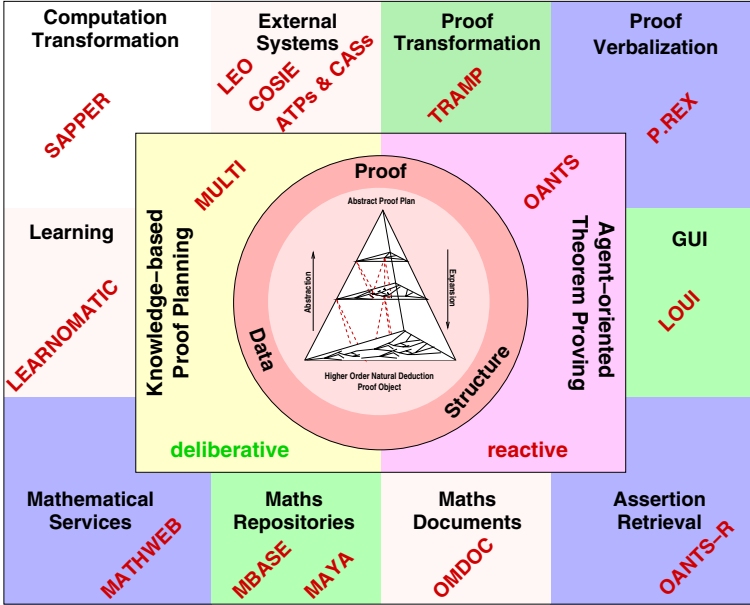 Computation
Transformation
SAPPER
External
Systems
LEO
COSIE
ATPs & CASs
Proof
Transformation
TRAMP
Proof
Verbalization
P.REX
Learning
LEARNOMATIC
Knowledge-based
Proof Planning
MULTI
deliberative
Proof
Data
Structure
Abstract Proof Plan
Abstraction
Expansion
Higher Order Natural Deduction
Proof Object
OANTS
Agent-oriented
Theorem Proving
reactive
GUI
LOUI
Mathematical
Services
MATHWEB
Maths
Repositories
MBASE
MAYA
Maths
Documents
OMDOC
Assertion
Retrieval
OANTS-R